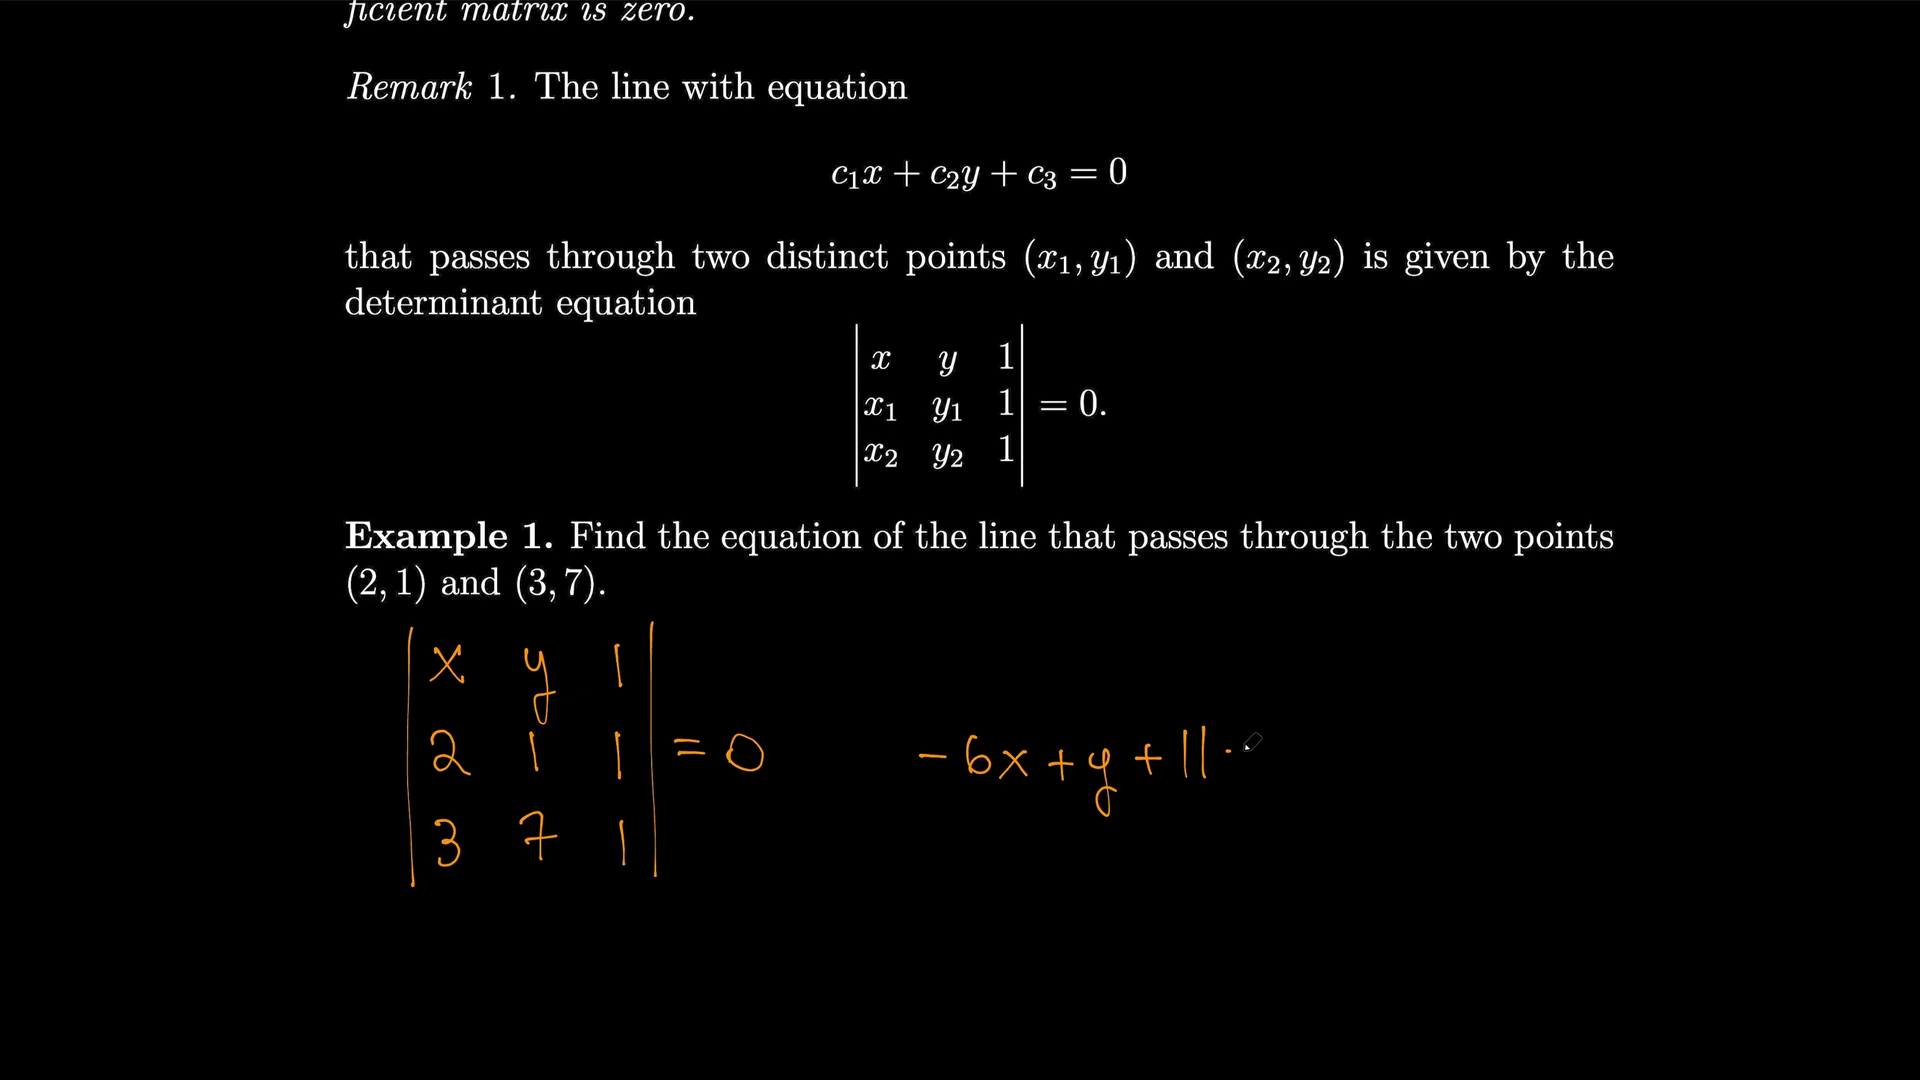 ficient matrix is zero.
Remark 1. The line with equation
c₁x + c₂y + c₃ = 0
that passes through two distinct points (x₁, y₁) and (x₂, y₂) is given by the
determinant equation
| x y 1 |
| x₁ y₁ 1 | = 0.
| x₂ y₂ 1 |
Example 1. Find the equation of the line that passes through the two points
(2, 1) and (3, 7).
| x y 1 |
| 2 1 1 | = 0 -6x + y + 11 -
| 3 7 1 |